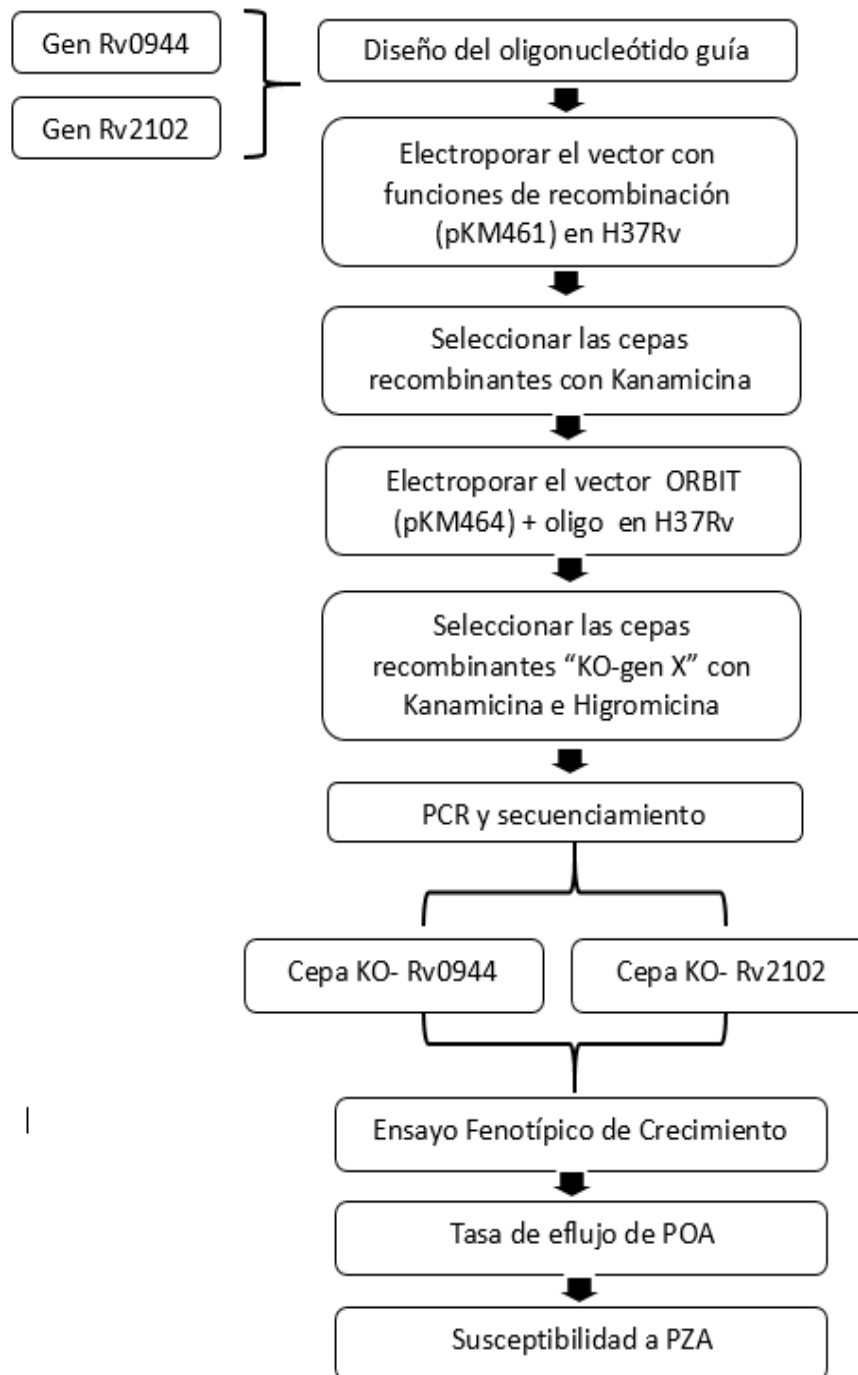 Gen Rv0944
Gen Rv2102
Diseño del oligonucleótido guía
Electroporar el vector con
funciones de recombinación
(pKM461) en H37Rv
Seleccionar las cepas
recombinantes con Kanamicina
Electroporar el vector ORBIT
(pKM464) + oligo en H37Rv
Seleccionar las cepas
recombinantes “KO-gen X” con
Kanamicina e Higromicina
PCR y secuenciamiento
Cepa KO- Rv0944
Cepa KO- Rv2102
Ensayo Fenotípico de Crecimiento
Tasa de eflujo de POA
Susceptibilidad a PZA